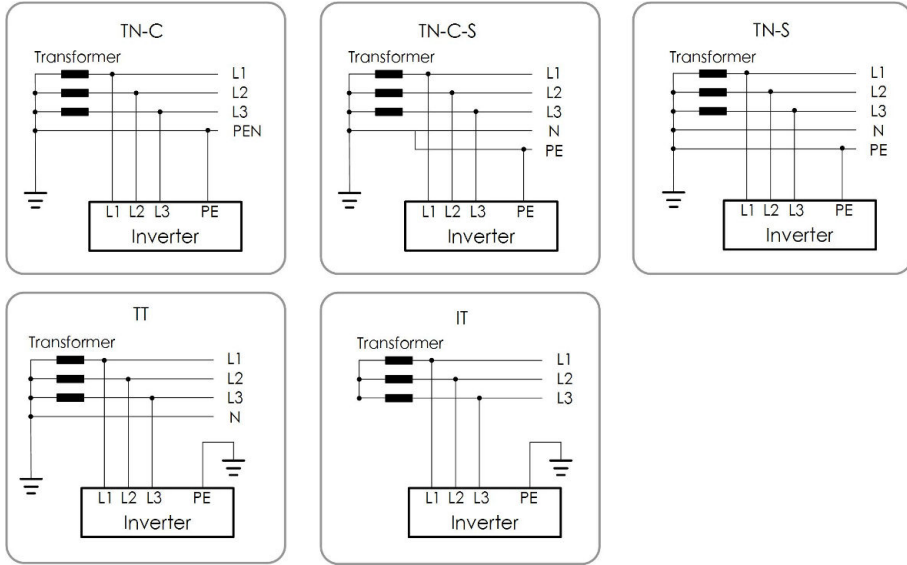 TN-C
Transformer
L1
L2
L3
PEN
L1 L2 L3 PE
Inverter
TN-C-S
Transformer
L1
L2
L3
N
PE
L1 L2 L3 PE
Inverter
TN-S
Transformer
L1
L2
L3
N
PE
L1 L2 L3 PE
Inverter
TT
Transformer
L1
L2
L3
N
L1 L2 L3 PE
Inverter
IT
Transformer
L1
L2
L3
L1 L2 L3 PE
Inverter